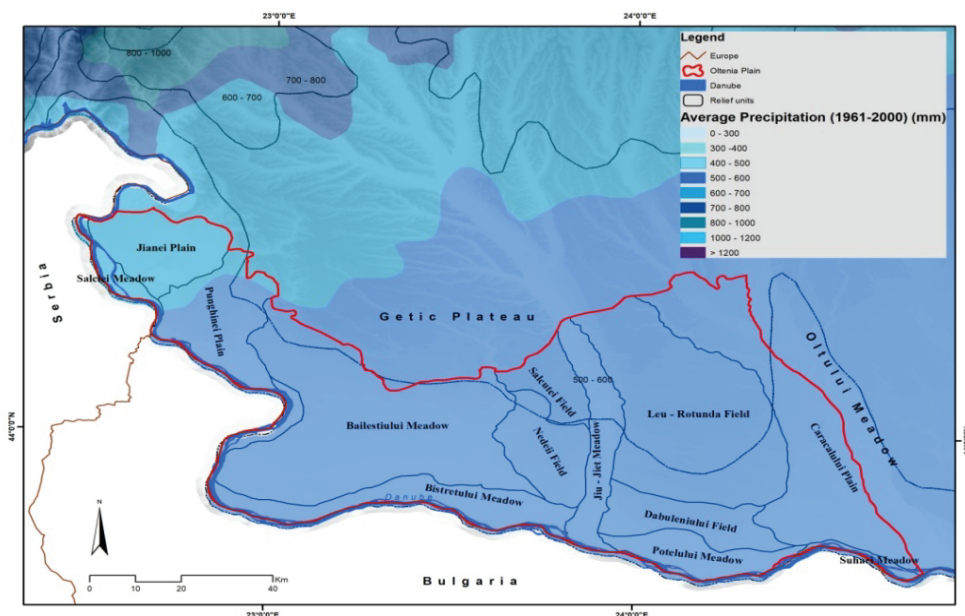 23°0'0"E
24°0'0"E
800 - 1000
700 - 800
600 - 700
Legend
Europe
Oltenia Plain
Danube
Relief units
Average Precipitation (1961-2000) (mm)
0 - 300
300 -400
400 - 500
500 - 600
600 - 700
700 - 800
800 - 1000
1000 - 1200
> 1200
Jianei Plain
Salciei Meadow
Serbia
Punghinei Plain
Getic Plateau
Oltului Meadow
Salcutei Field
500 - 600
Leu - Rotunda Field
44°0'0"N
Bailestiului Meadow
Nedeii Field
Jiu - Jiet Meadow
Caracalului Plain
Bistretului Meadow
Danube
Dabuleniului Field
Potelului Meadow
Suhaei Meadow
N
0 10 20 40
Km
Bulgaria
23°0'0"E
24°0'0"E